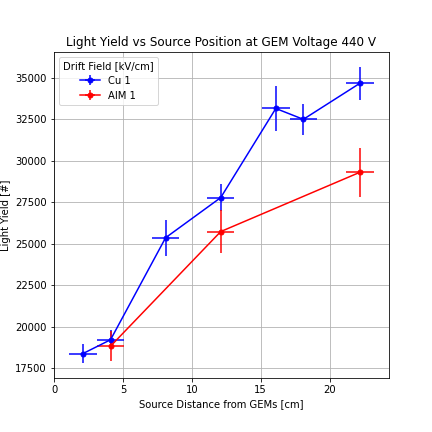 Light Yield vs Source Position at GEM Voltage 440 V
Drift Field [kV/cm]
Cu 1
AlM 1
35000
32500
30000
27500
25000
22500
20000
17500
Light Yield [#]
0
5
10
15
20
Source Distance from GEMs [cm]